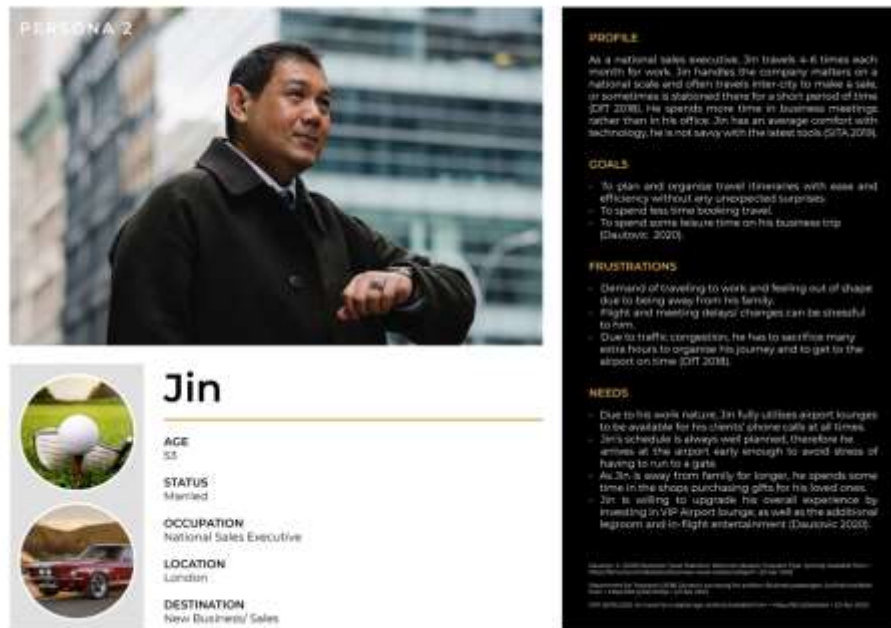 PERSONA 2
Jin
AGE
53
STATUS
Married
OCCUPATION
National Sales Executive
LOCATION
London
DESTINATION
New Business/ Sales
PROFILE
As a national sales executive, Jin travels 4-6 times each
month for work. Jin handles the company matters on a
national scale and often travels inter-city to make a sale,
or sometimes is stationed there for a short period of time
(DfT 2018). He spends more time in business meetings
rather than in his office. Jin has an average comfort with
technology, he is not savvy with the latest tools (SITA 2019).
GOALS
- To plan and organise travel itineraries with ease and
efficiency without any unexpected surprises.
- To spend less time booking travel.
- To spend some leisure time on his business trip
(Dautovic 2020).
FRUSTRATIONS
- Demand of traveling to work and feeling out of shape
due to being away from his family.
- Flight and meeting delays/ changes can be stressful
to him.
- Due to traffic congestion, he has to sacrifice many
extra hours to organise his journey and to get to the
airport on time (DfT 2018).
NEEDS
- Due to his work nature, Jin fully utilises airport lounges
to be available for his clients' phone calls at all times.
- Jin's schedule is always well planned, therefore he
arrives at the airport early enough to avoid stress of
having to run to a gate.
- As Jin is away from family for longer, he spends some
time in the shops purchasing gifts for his loved ones.
- Jin is willing to upgrade his overall experience by
investing in VIP Airport lounge, as well as the additional
legroom and in-flight entertainment (Dautovic 2020).